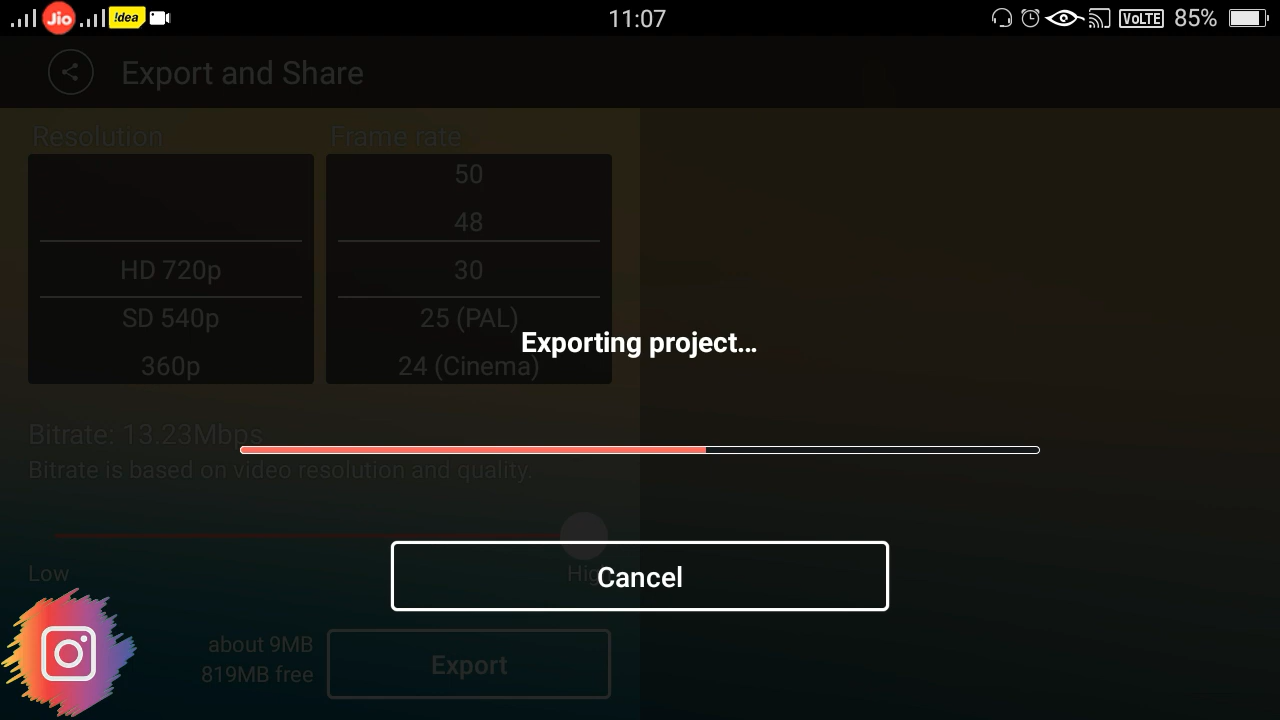 Jio
!dea
11:07
VoLTE
85%
Export and Share
Resolution
Frame rate
50
48
HD 720p
30
SD 540p
25 (PAL)
360p
24 (Cinema)
Exporting project...
Bitrate: 13.23Mbps
Bitrate is based on video resolution and quality.
Low
Hig
Cancel
about 9MB
819MB free
Export